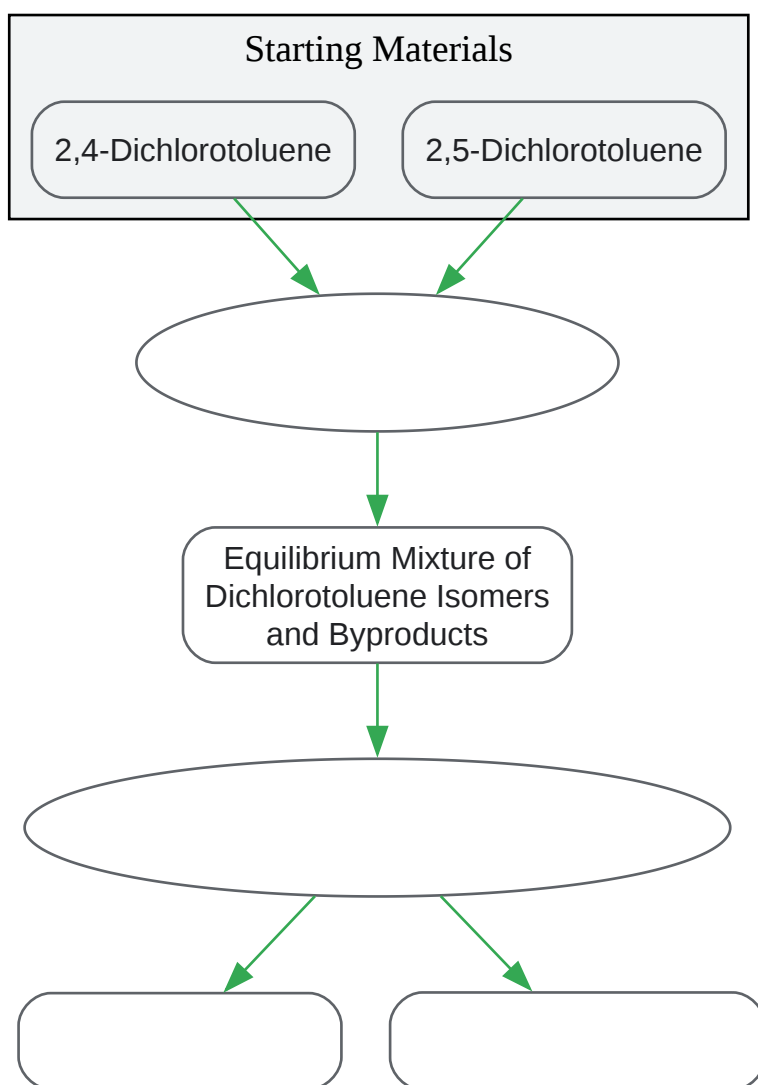 Starting Materials
2,4-Dichlorotoluene
2,5-Dichlorotoluene
Equilibrium Mixture of
Dichlorotoluene Isomers
and Byproducts